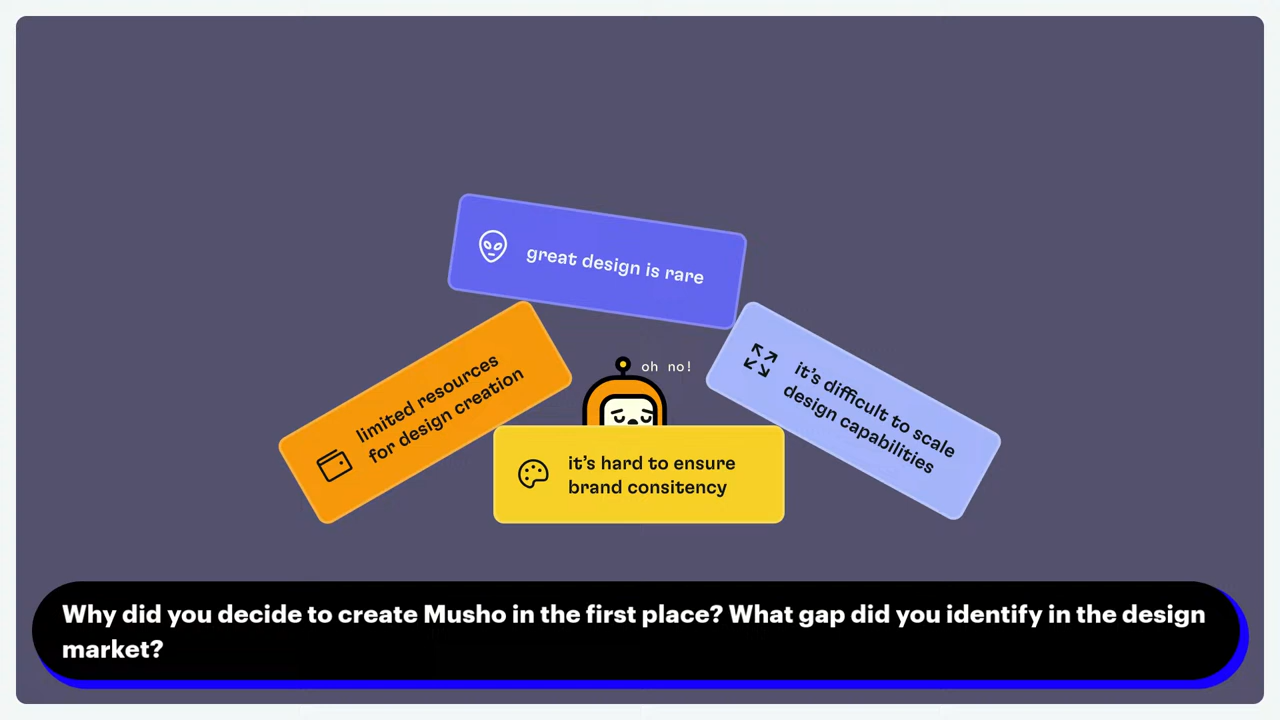 great design is rare
limited resources
for design creation
oh no!
it's difficult to scale
design capabilities
it's hard to ensure
brand consitency
Why did you decide to create Musho in the first place? What gap did you identify in the design
market?